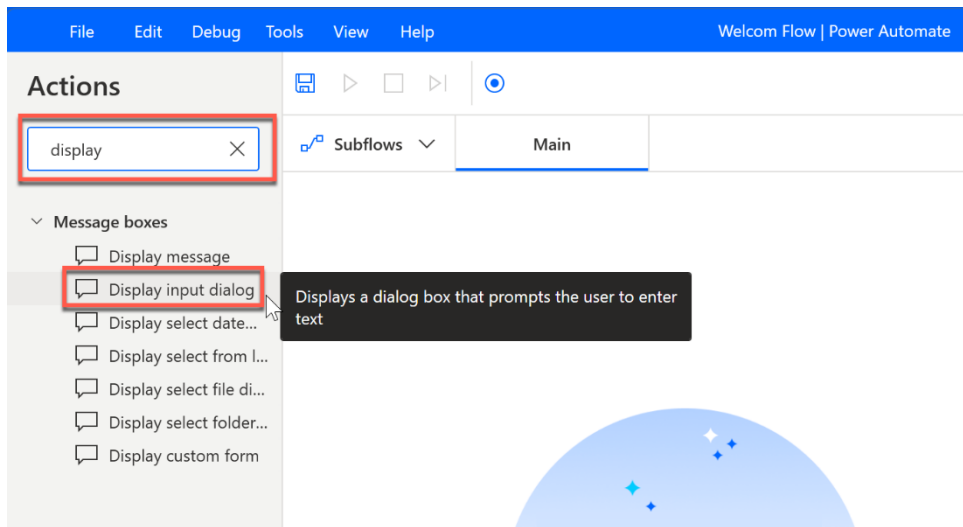 File Edit Debug Tools View Help Welcom Flow | Power Automate
Actions
display
Subflows Main
Message boxes
Display message
Display input dialog
Displays a dialog box that prompts the user to enter
text
Display select date...
Display select from l...
Display select file di...
Display select folder...
Display custom form